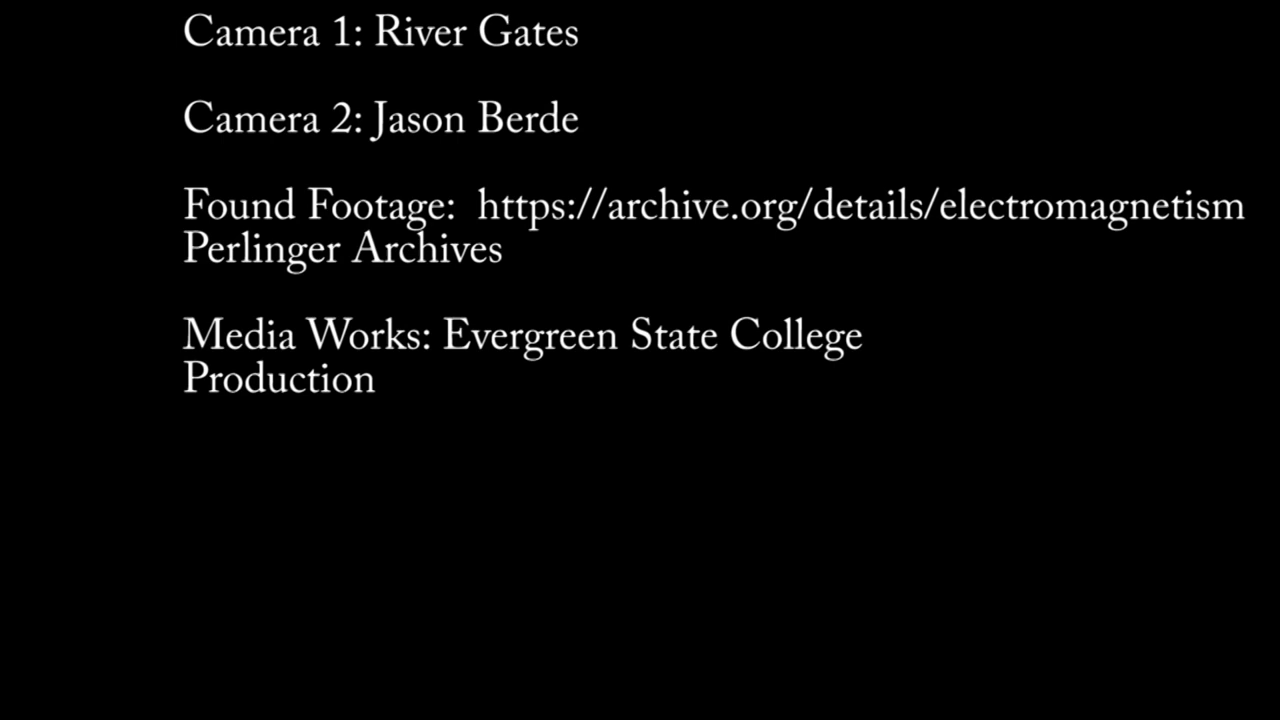 Camera 1: River Gates
Camera 2: Jason Berde
Found Footage:  https://archive.org/details/electromagnetism
Perlinger Archives
Media Works: Evergreen State College
Production